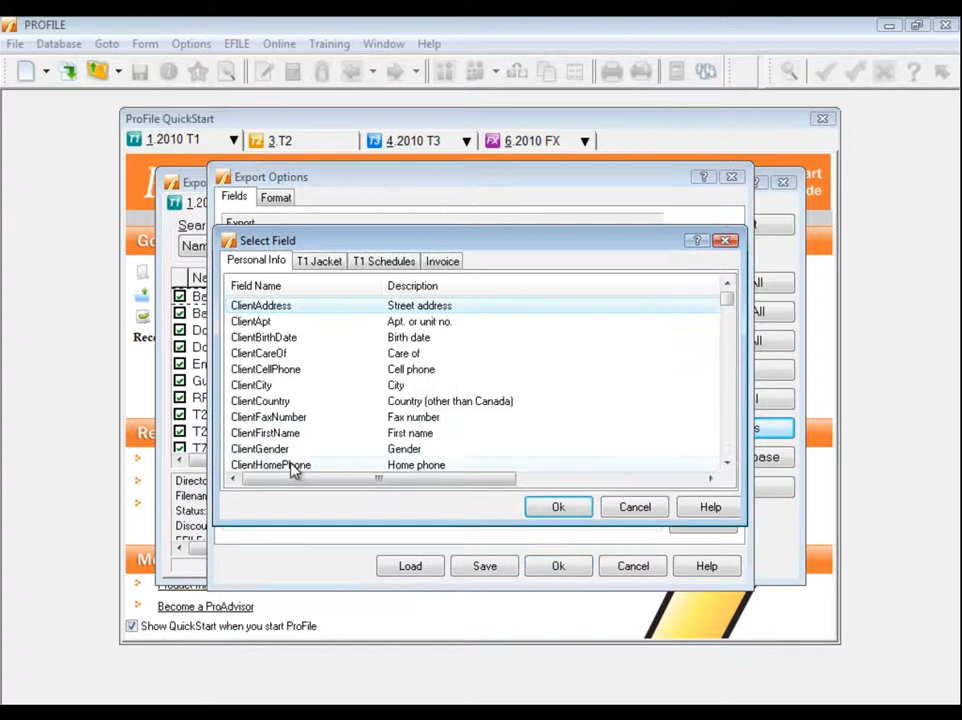 PROFILE
File Database Goto Form Options EFILE Online Training Window Help
ProFile QuickStart
1.2010 T1 3.T2 4.2010 T3 6.2010 FX
Export Options
Fields Format
Export
Select Field
Personal Info T1 Jacket T1 Schedules Invoice
Field Name Description
ClientAddress Street address
ClientApt Apt. or unit no.
ClientBirthDate Birth date
ClientCareOf Care of
ClientCellPhone Cell phone
ClientCity City
ClientCountry Country (other than Canada)
ClientFaxNumber Fax number
ClientFirstName First name
ClientGender Gender
ClientHomePhone Home phone
Ok Cancel Help
Load Save Ok Cancel Help
Become a ProAdvisor
Show QuickStart when you start ProFile